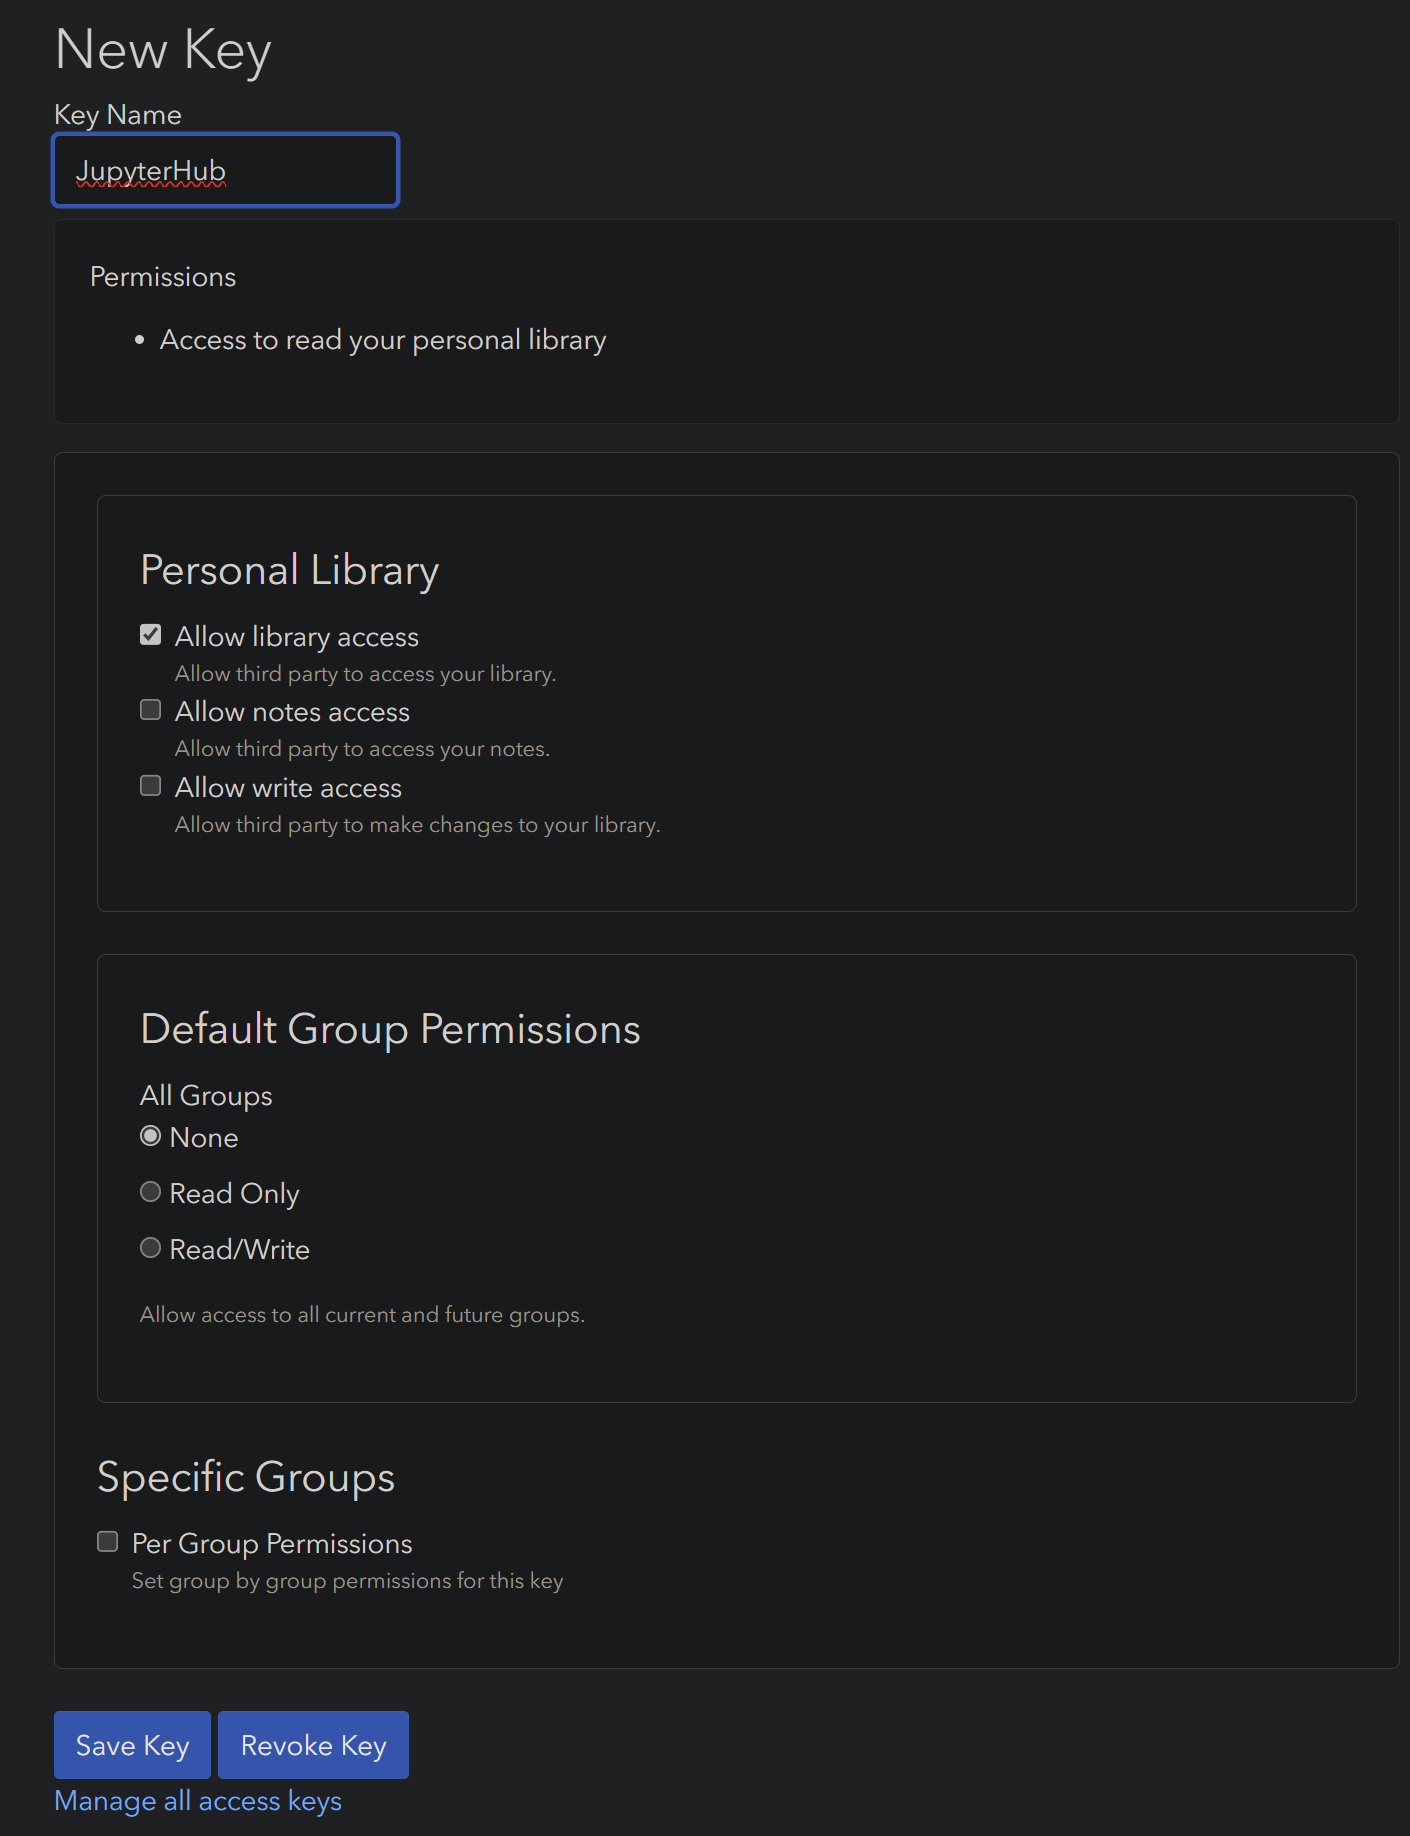 New Key
Key Name
JupyterHub
Permissions
• Access to read your personal library
Personal Library
Allow library access
Allow third party to access your library.
Allow notes access
Allow third party to access your notes.
Allow write access
Allow third party to make changes to your library.
Default Group Permissions
All Groups
None
Read Only
Read/Write
Allow access to all current and future groups.
Specific Groups
Per Group Permissions
Set group by group permissions for this key
Save Key Revoke Key
Manage all access keys